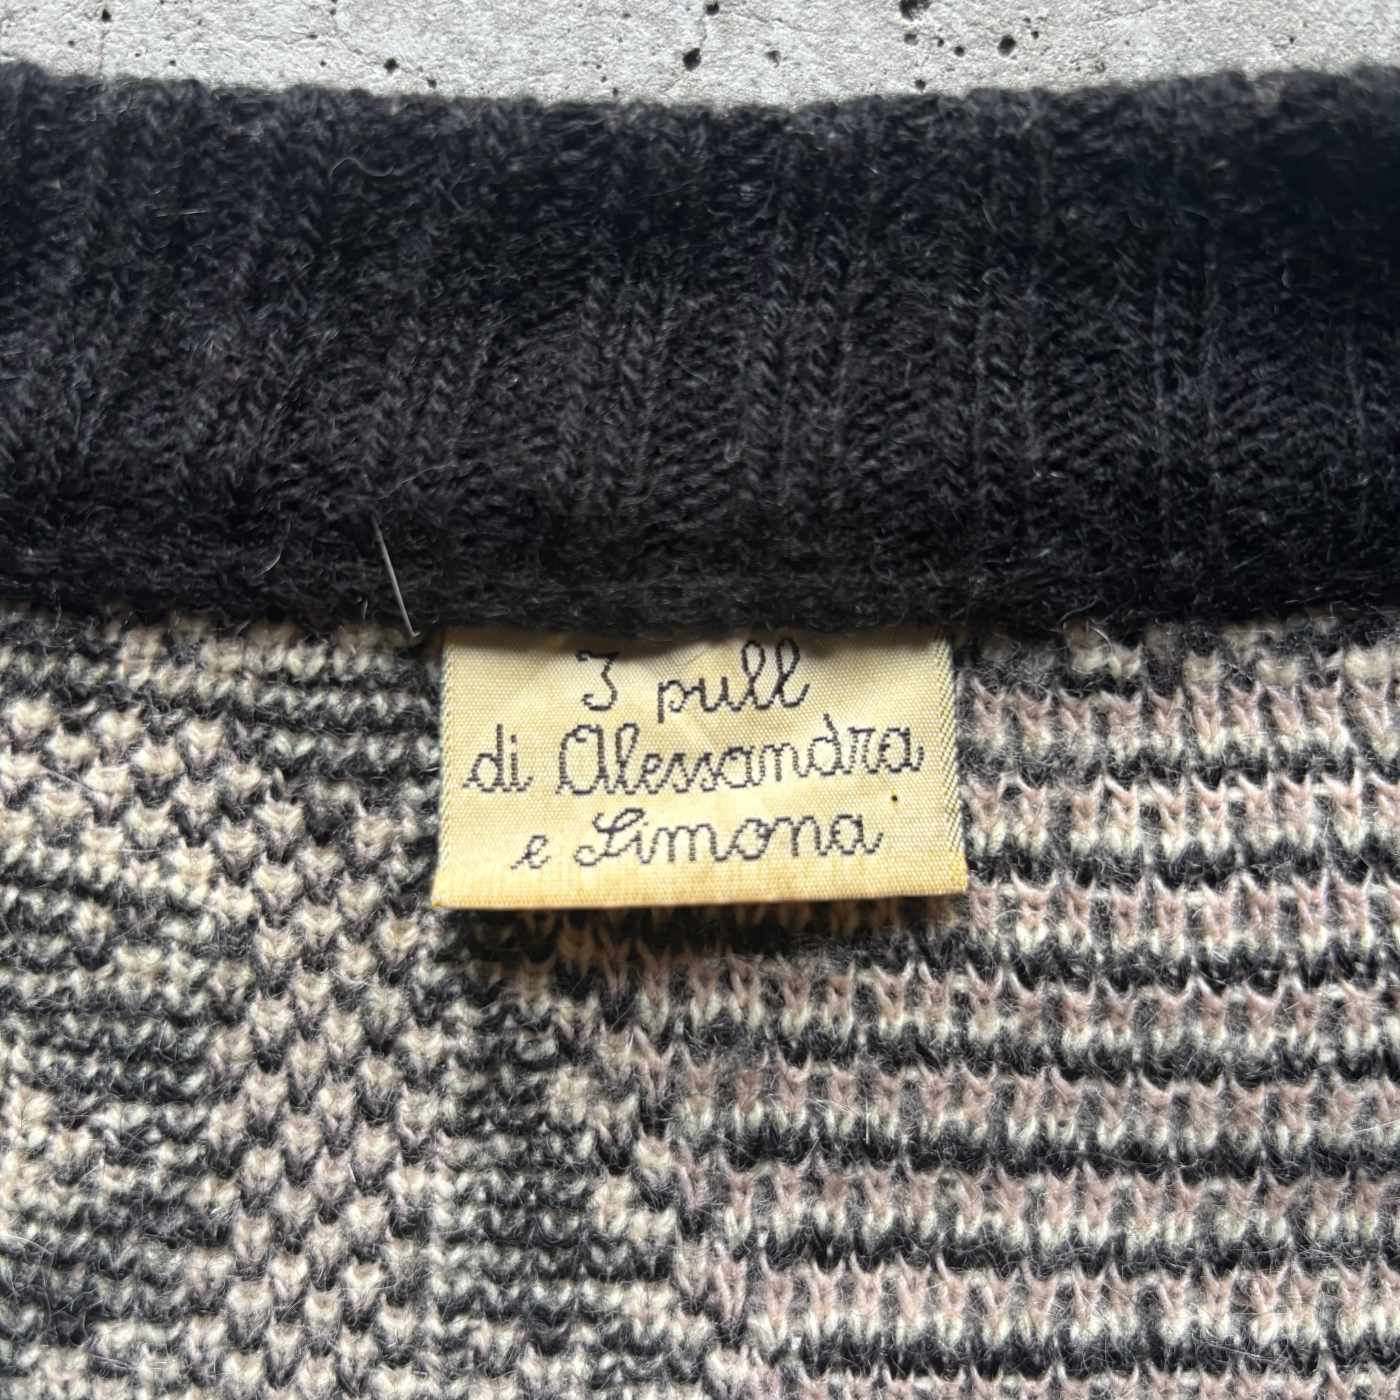 I pull
di Alessandra
e Simona